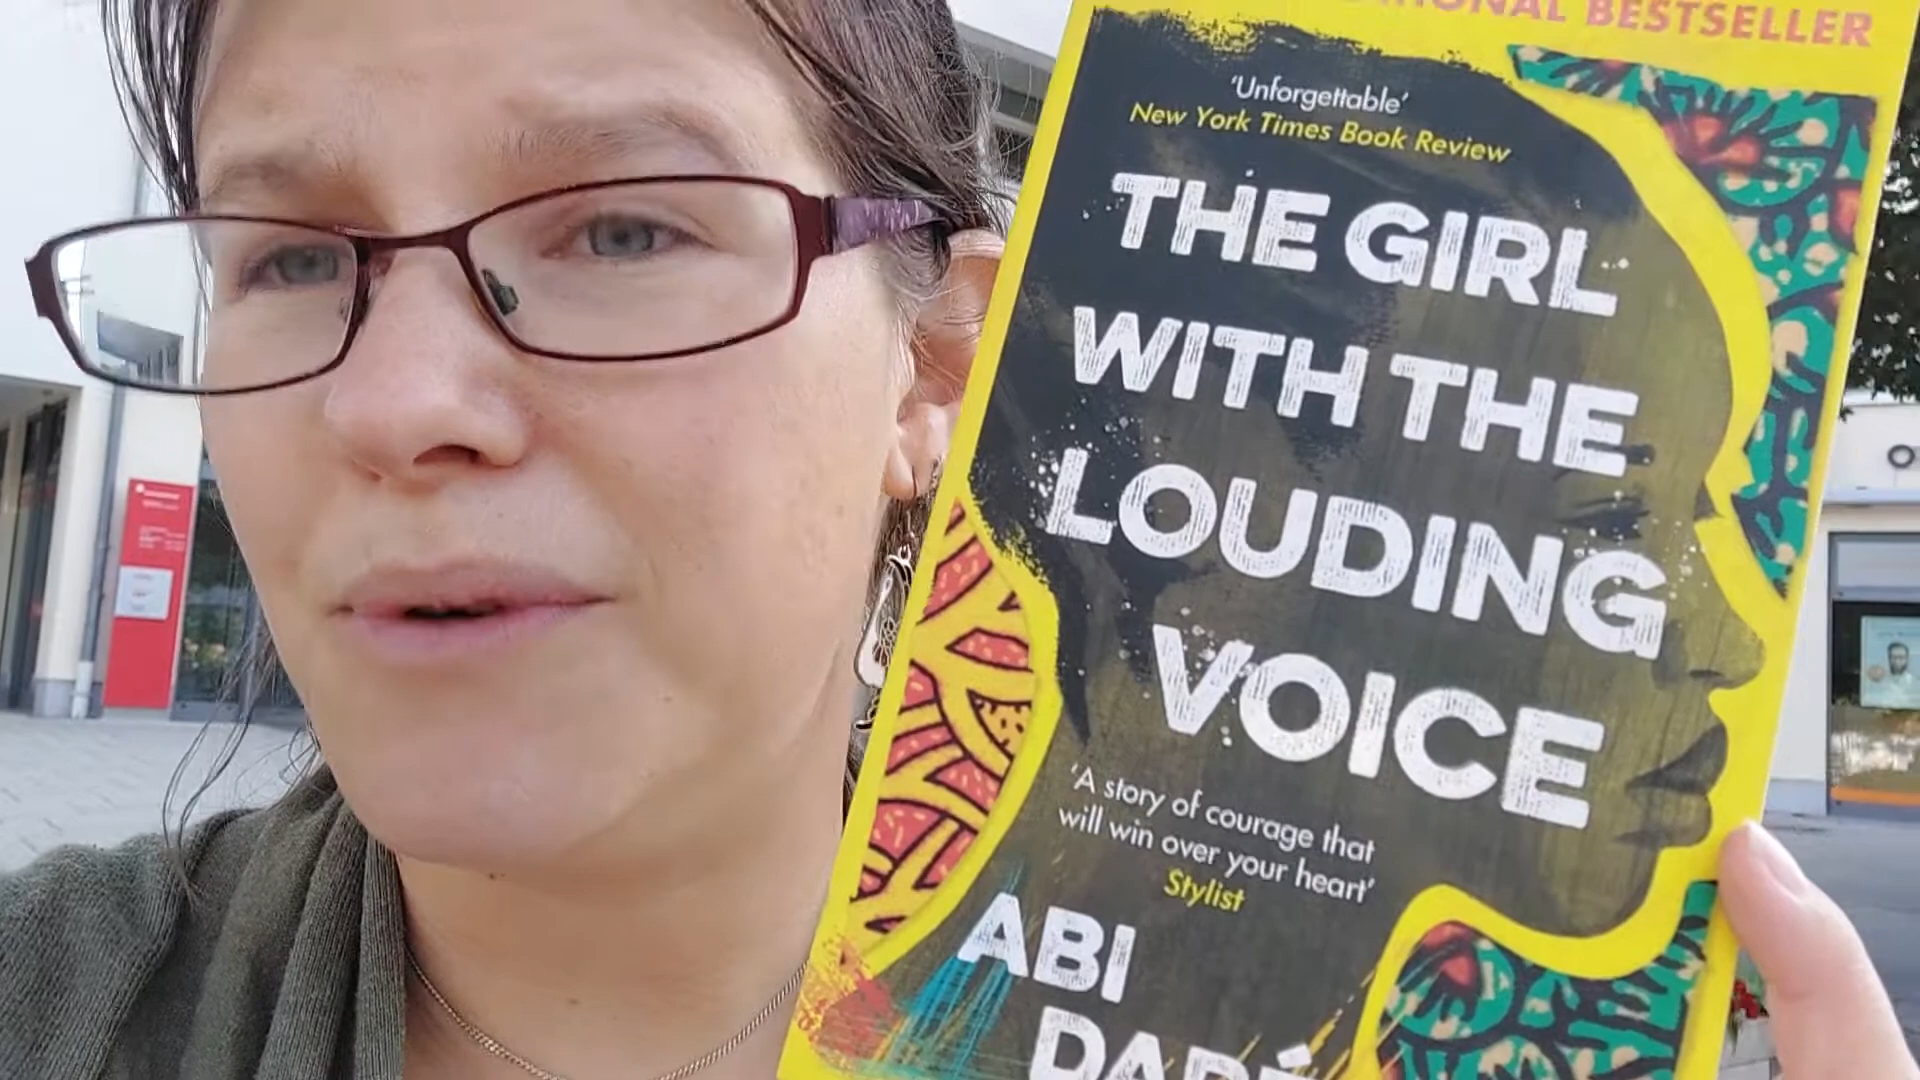 BESTSELLER
'Unforgettable'
New York Times Book Review
THE GIRL
WITH THE
LOUDING
VOICE
'A story of courage that
will win over your heart'
Stylist
ABI
DARÉ